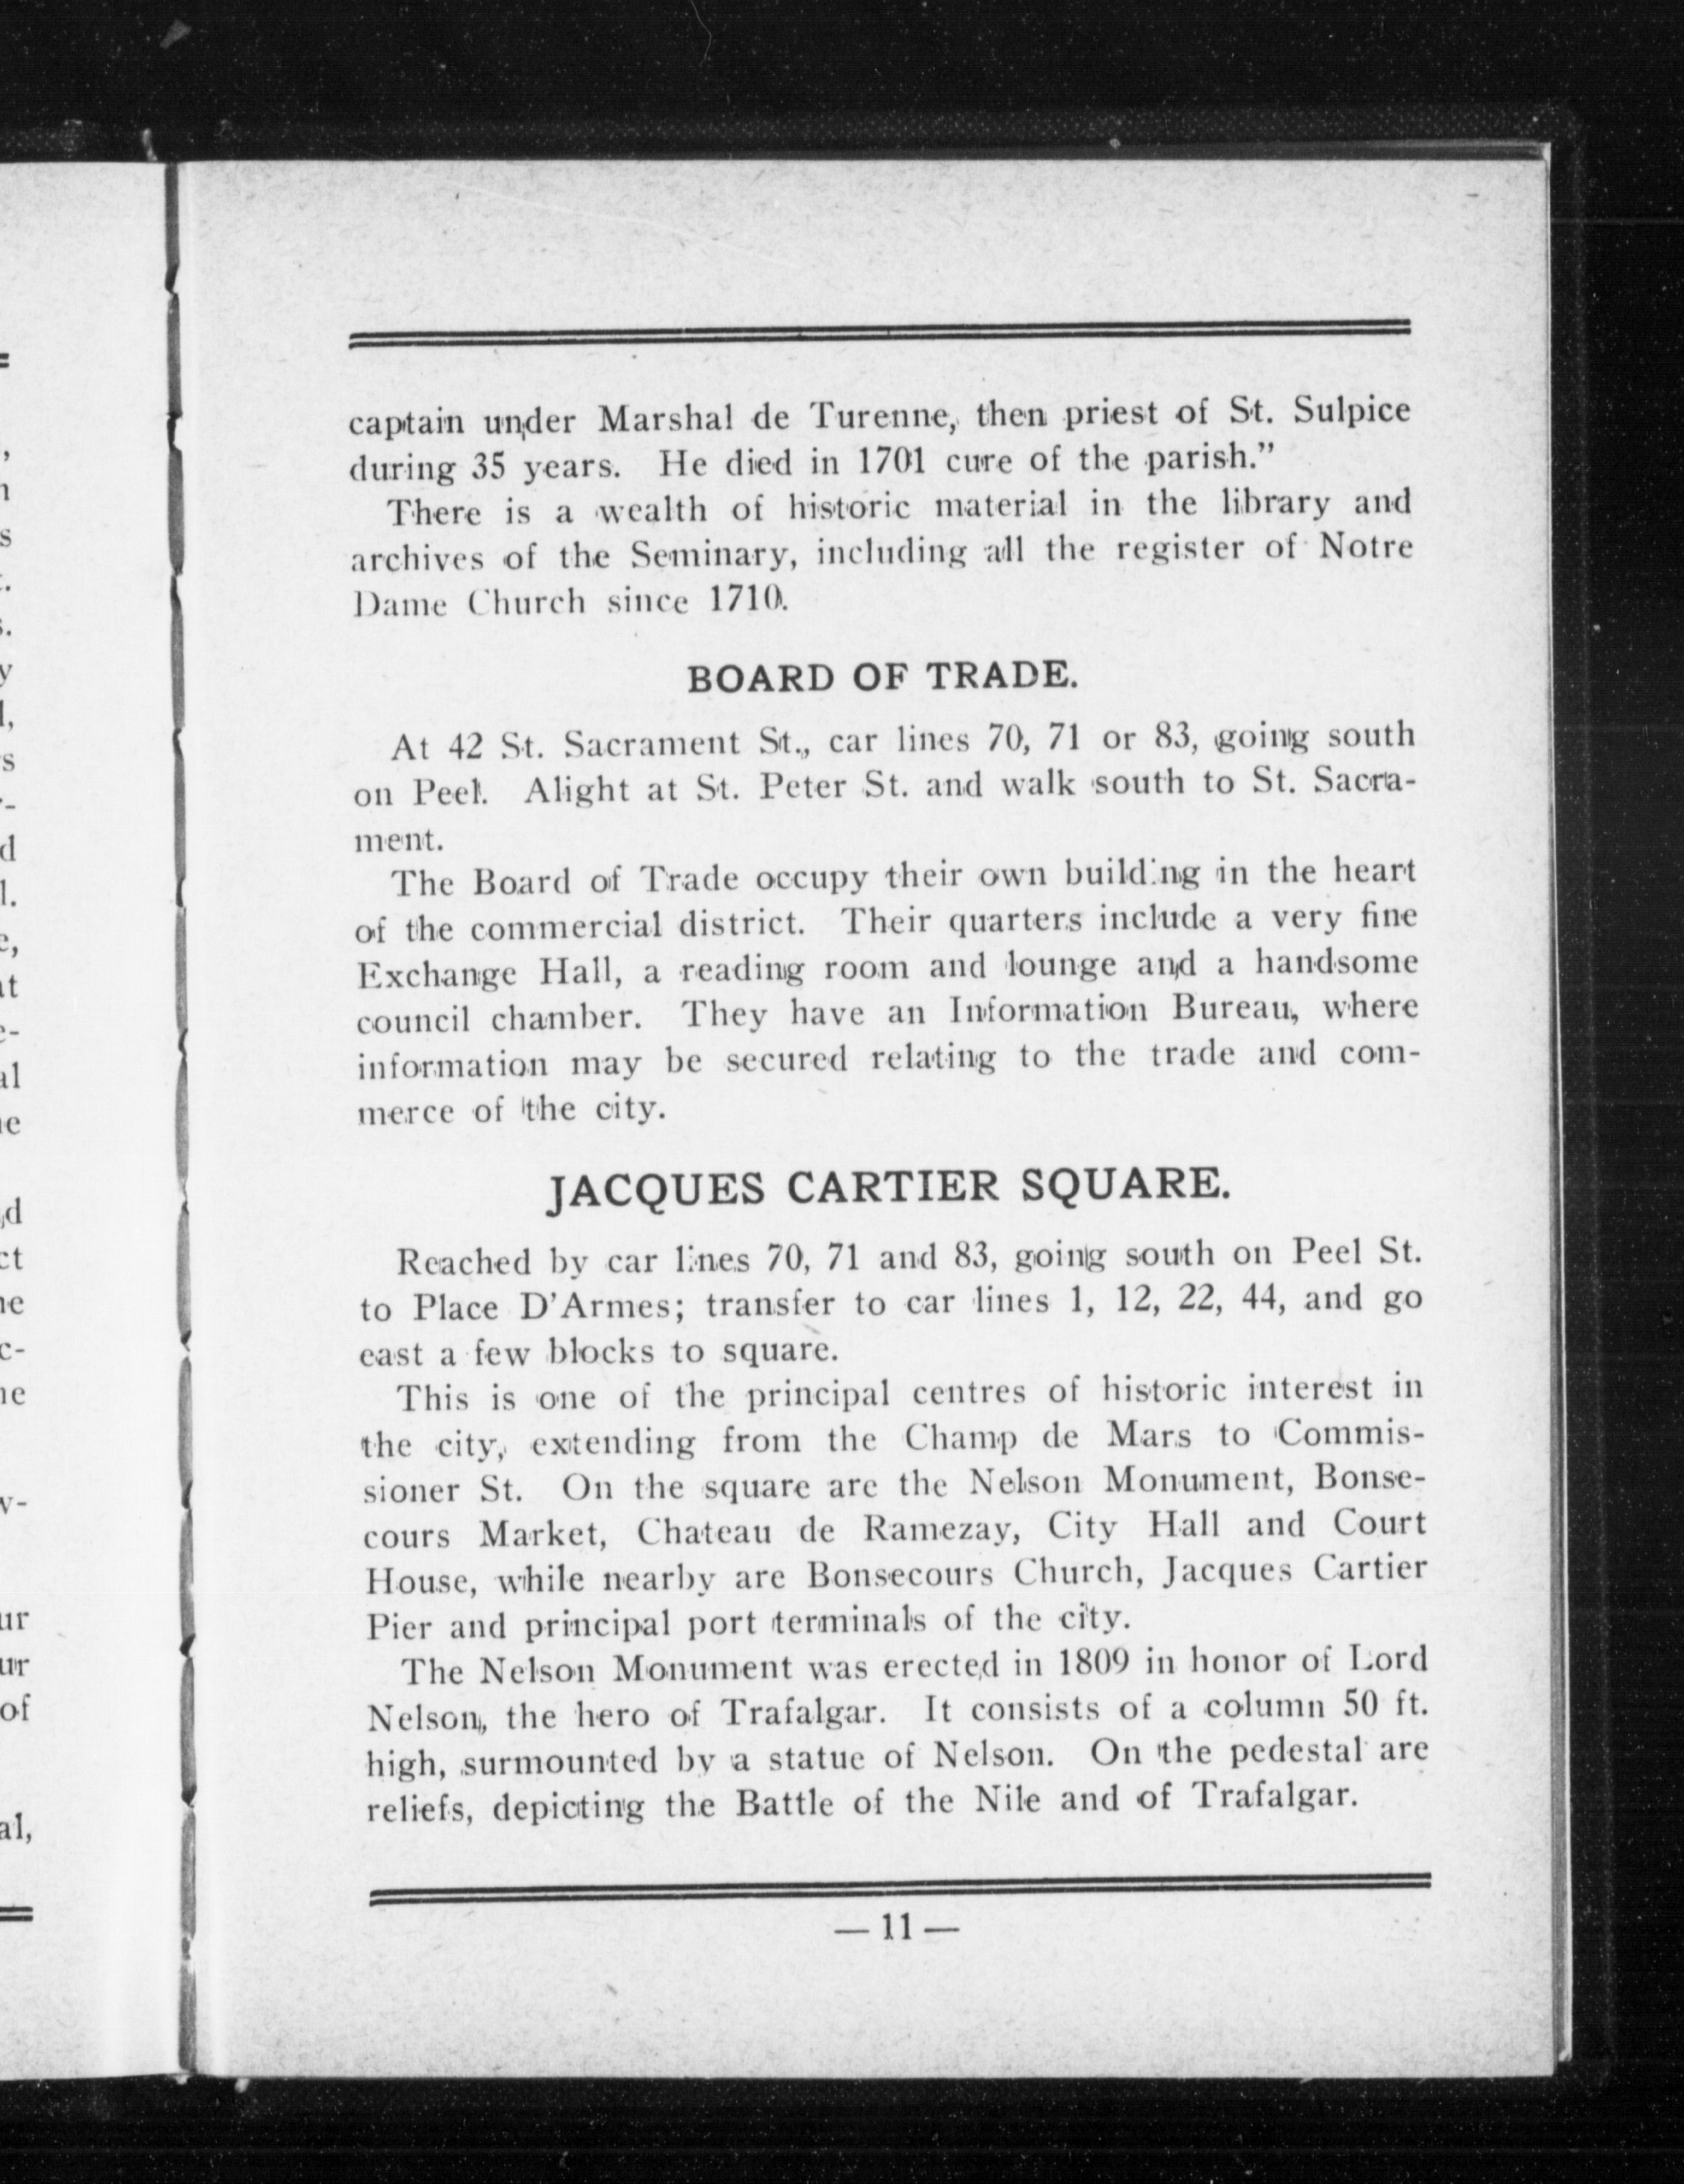 captain under Marshal de Turenne, then priest of St. Sulpice
during 35 years. He died in 1701 cure of the parish."
There is a wealth of historic material in the library and
archives of the Seminary, including all the register of Notre
Dame Church since 1710.
BOARD OF TRADE.
At 42 St. Sacrament St., car lines 70, 71 or 83, going south
on Peel. Alight at St. Peter St. and walk south to St. Sacra-
ment.
The Board of Trade occupy their own building in the heart
of the commercial district. Their quarters include a very fine
Exchange Hall, a reading room and lounge and a handsome
council chamber. They have an Information Bureau, where
information may be secured relating to the trade and com-
merce of the city.
JACQUES CARTIER SQUARE.
Reached by car lines 70, 71 and 83, going south on Peel St.
to Place D'Armes; transfer to car lines 1, 12, 22, 44, and go
east a few blocks to square.
This is one of the principal centres of historic interest in
the city, extending from the Champ de Mars to Commis-
sioner St. On the square are the Nelson Monument, Bonse-
cours Market, Chateau de Ramezay, City Hall and Court
House, while nearby are Bonsecours Church, Jacques Cartier
Pier and principal port terminals of the city.
The Nelson Monument was erected in 1809 in honor of Lord
Nelson, the hero of Trafalgar. It consists of a column 50 ft.
high, surmounted by a statue of Nelson. On the pedestal are
reliefs, depicting the Battle of the Nile and of Trafalgar.
— 11 —